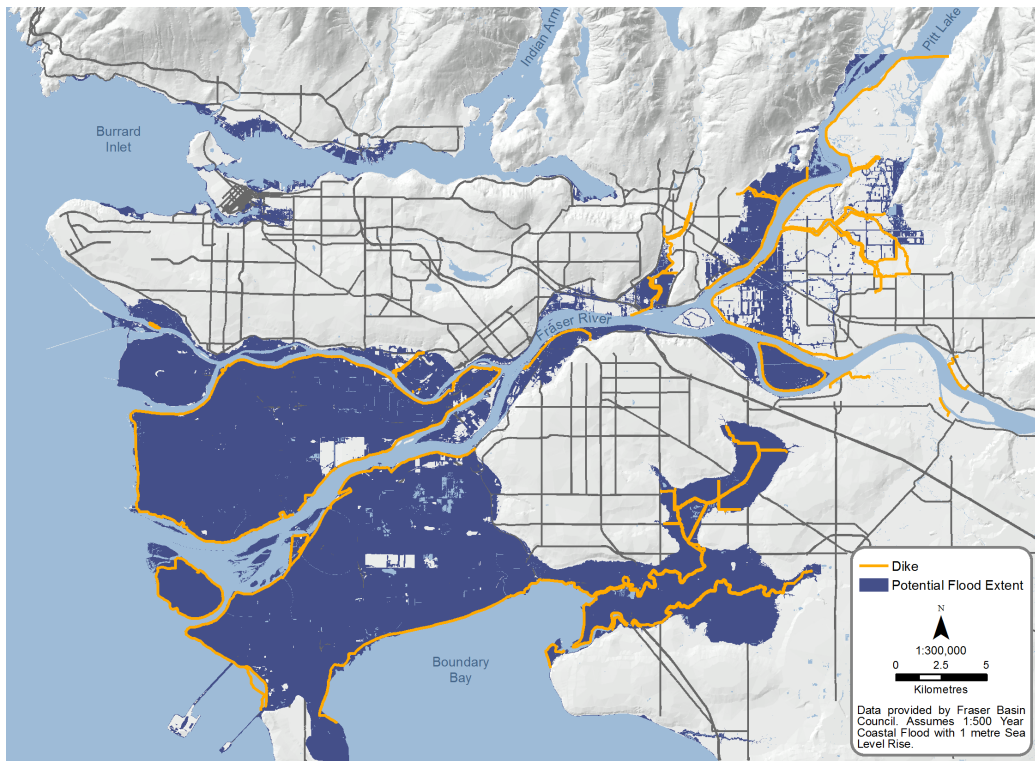 Indian Arm
Pitt Lake
Burrard
Inlet
Fraser River
Boundary
Bay
Dike
Potential Flood Extent
N
1:300,000
0 2.5 5
Kilometres
Data provided by Fraser Basin
Council. Assumes 1:500 Year
Coastal Flood with 1 metre Sea
Level Rise.